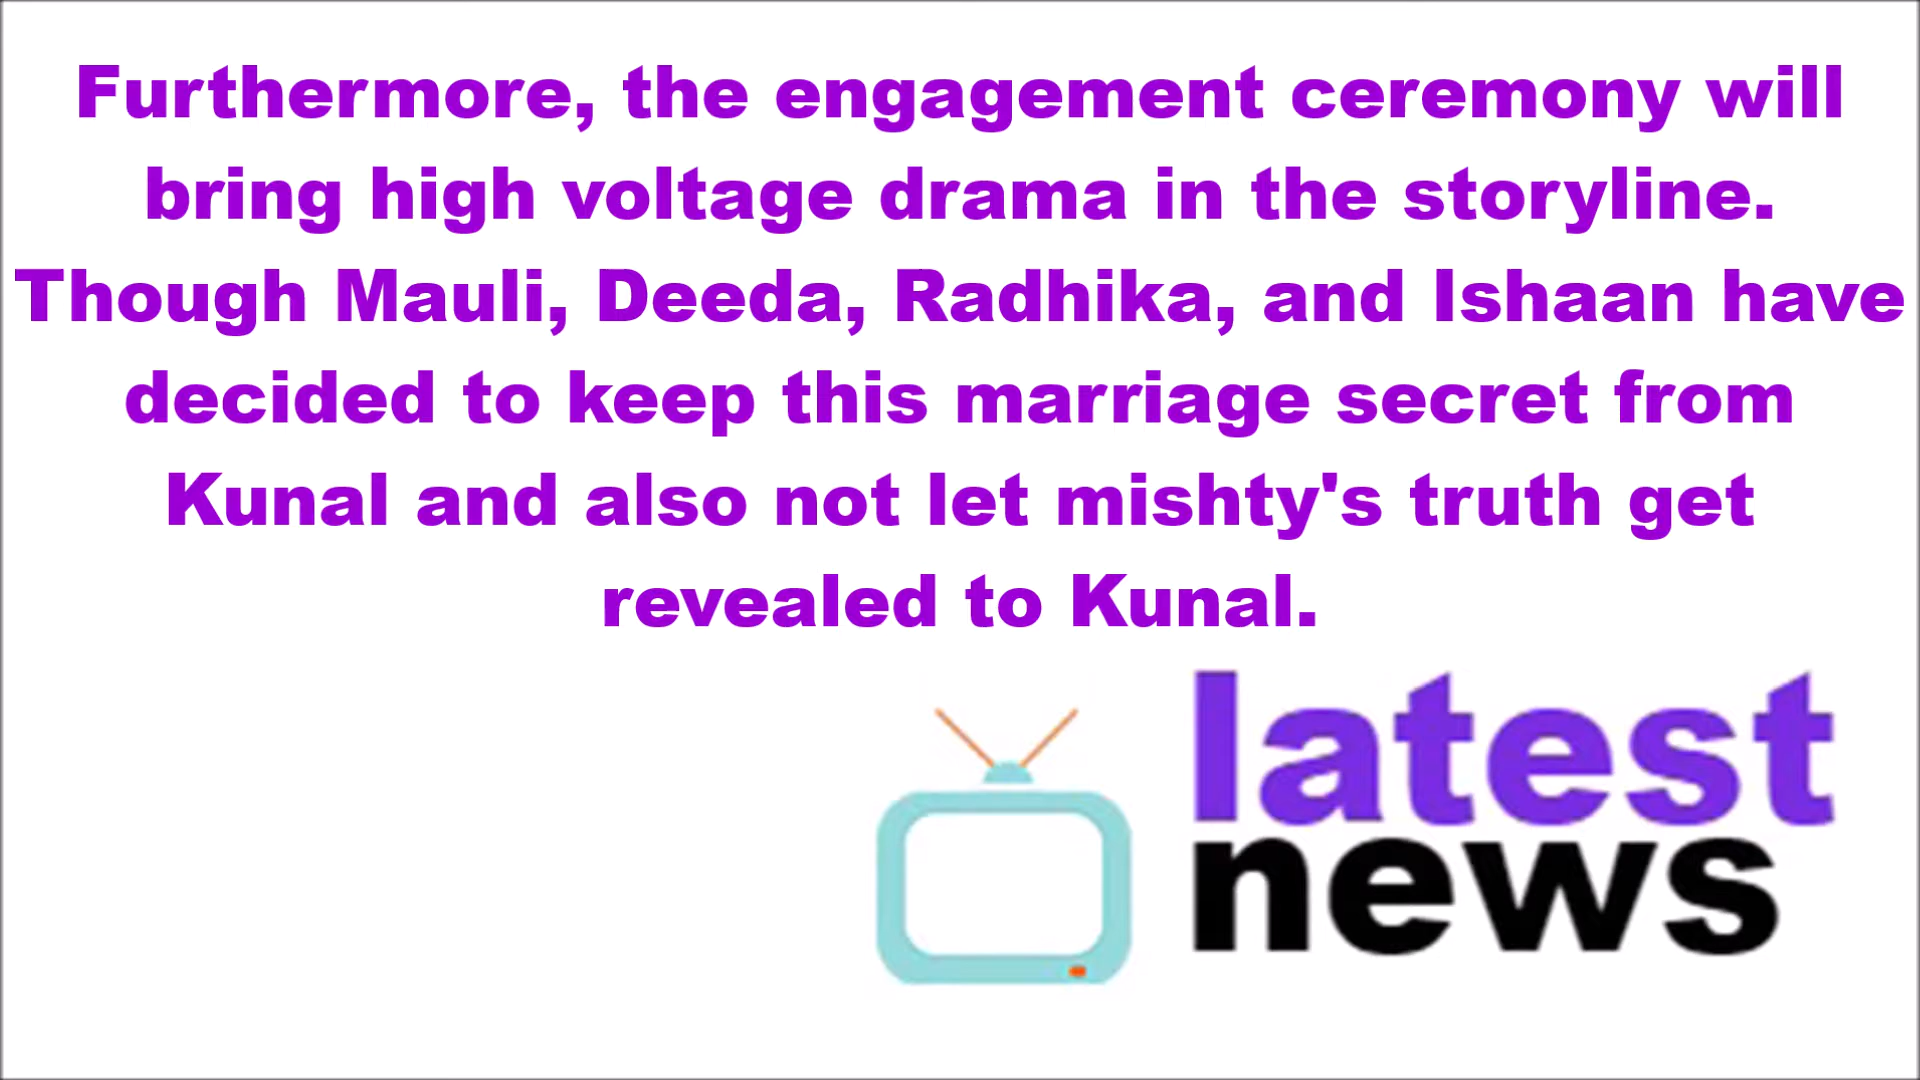 Furthermore, the engagement ceremony will
bring high voltage drama in the storyline.
Though Mauli, Deeda, Radhika, and Ishaan have
decided to keep this marriage secret from
Kunal and also not let mishty's truth get
revealed to Kunal.
latest
news